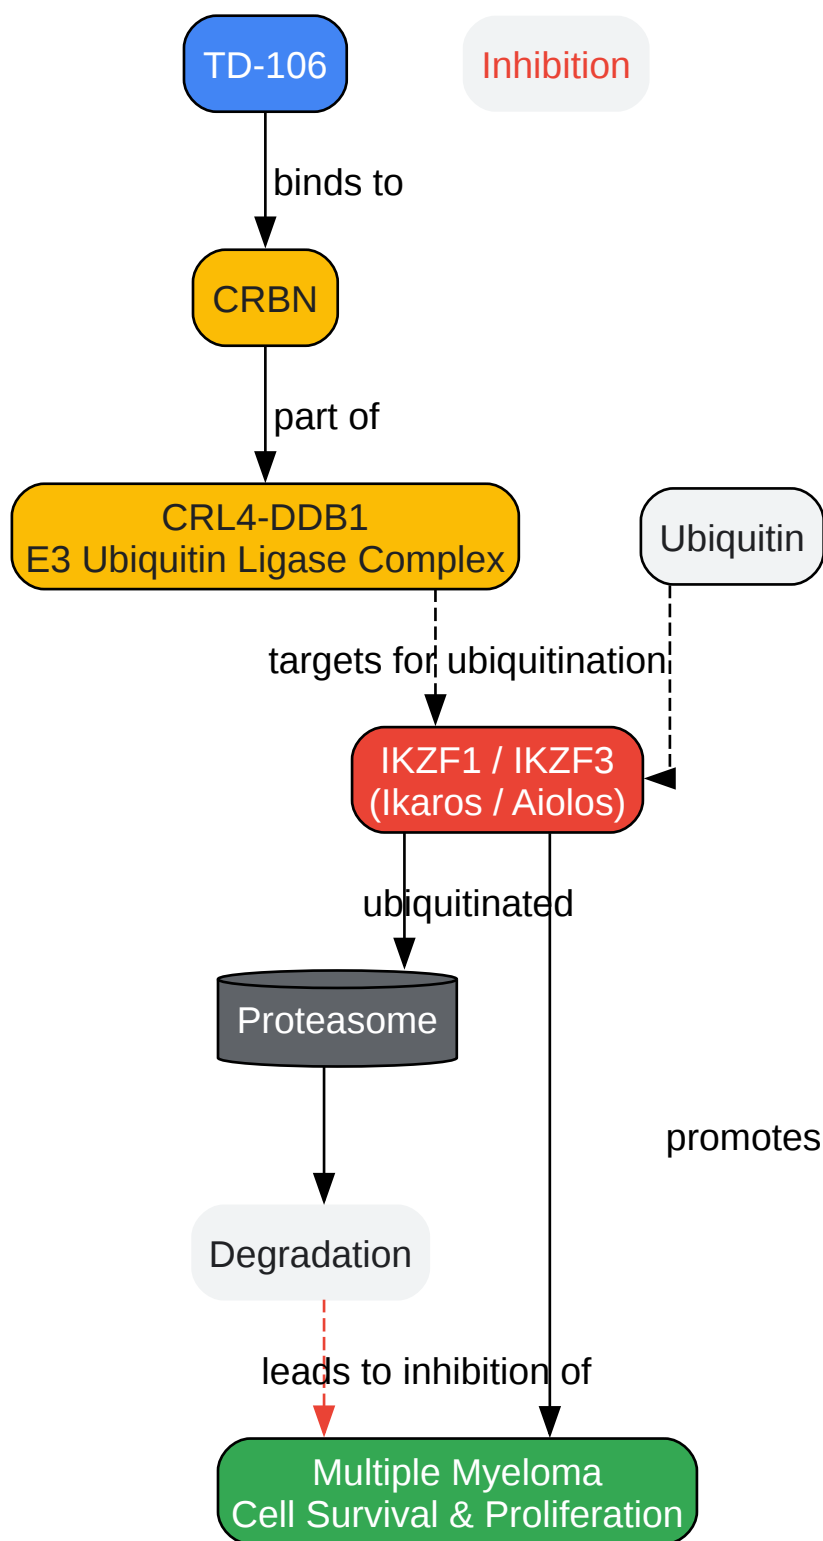 TD-106
Inhibition
binds to
CRBN
part of
CRL4-DDB1
E3 Ubiquitin Ligase Complex
Ubiquitin
targets for ubiquitination
IKZF1 / IKZF3
(Ikaros / Aiolos)
ubiquitinated
Proteasome
promotes
Degradation
leads to inhibition of
Multiple Myeloma
Cell Survival & Proliferation